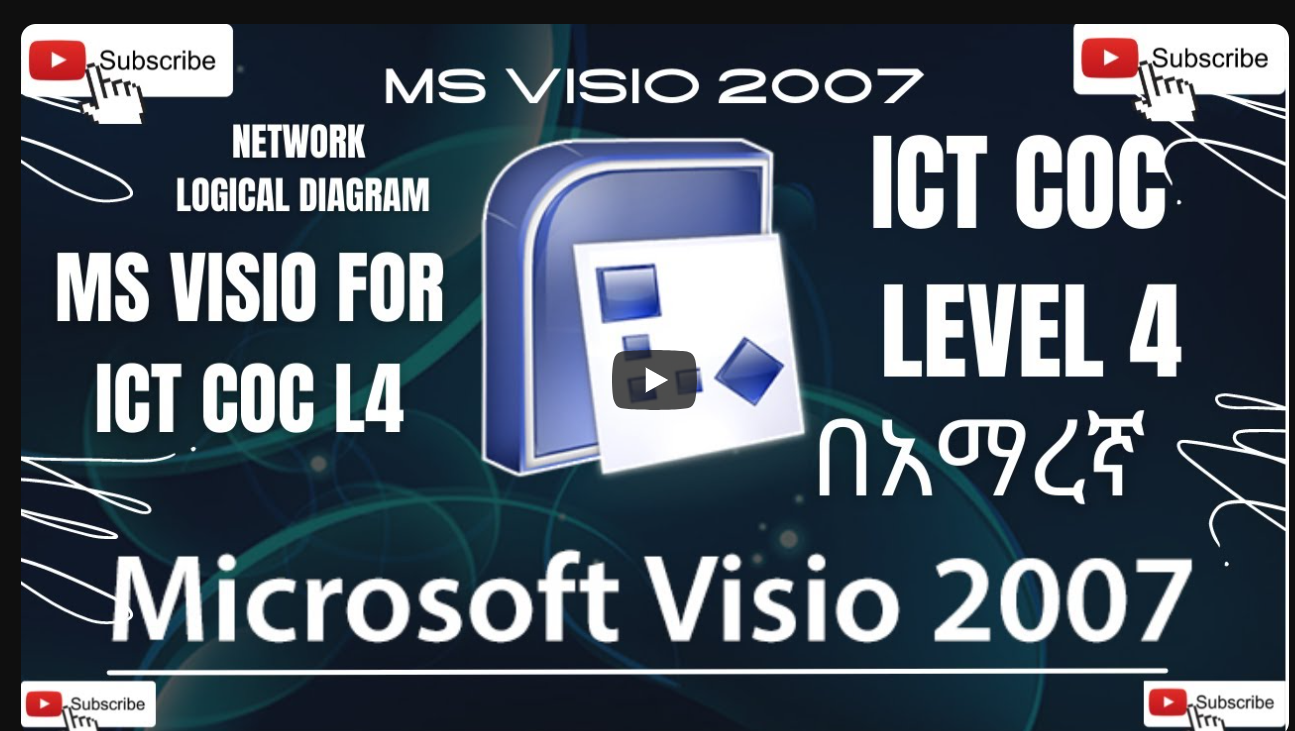 Subscribe
Subscribe
MS VISIO 2007
NETWORK
LOGICAL DIAGRAM
MS VISIO FOR
ICT COC L4
ICT COC
LEVEL 4
በአማረኛ
Microsoft Visio 2007
Subscribe
Subscribe